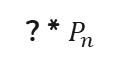 ? * Pₙ